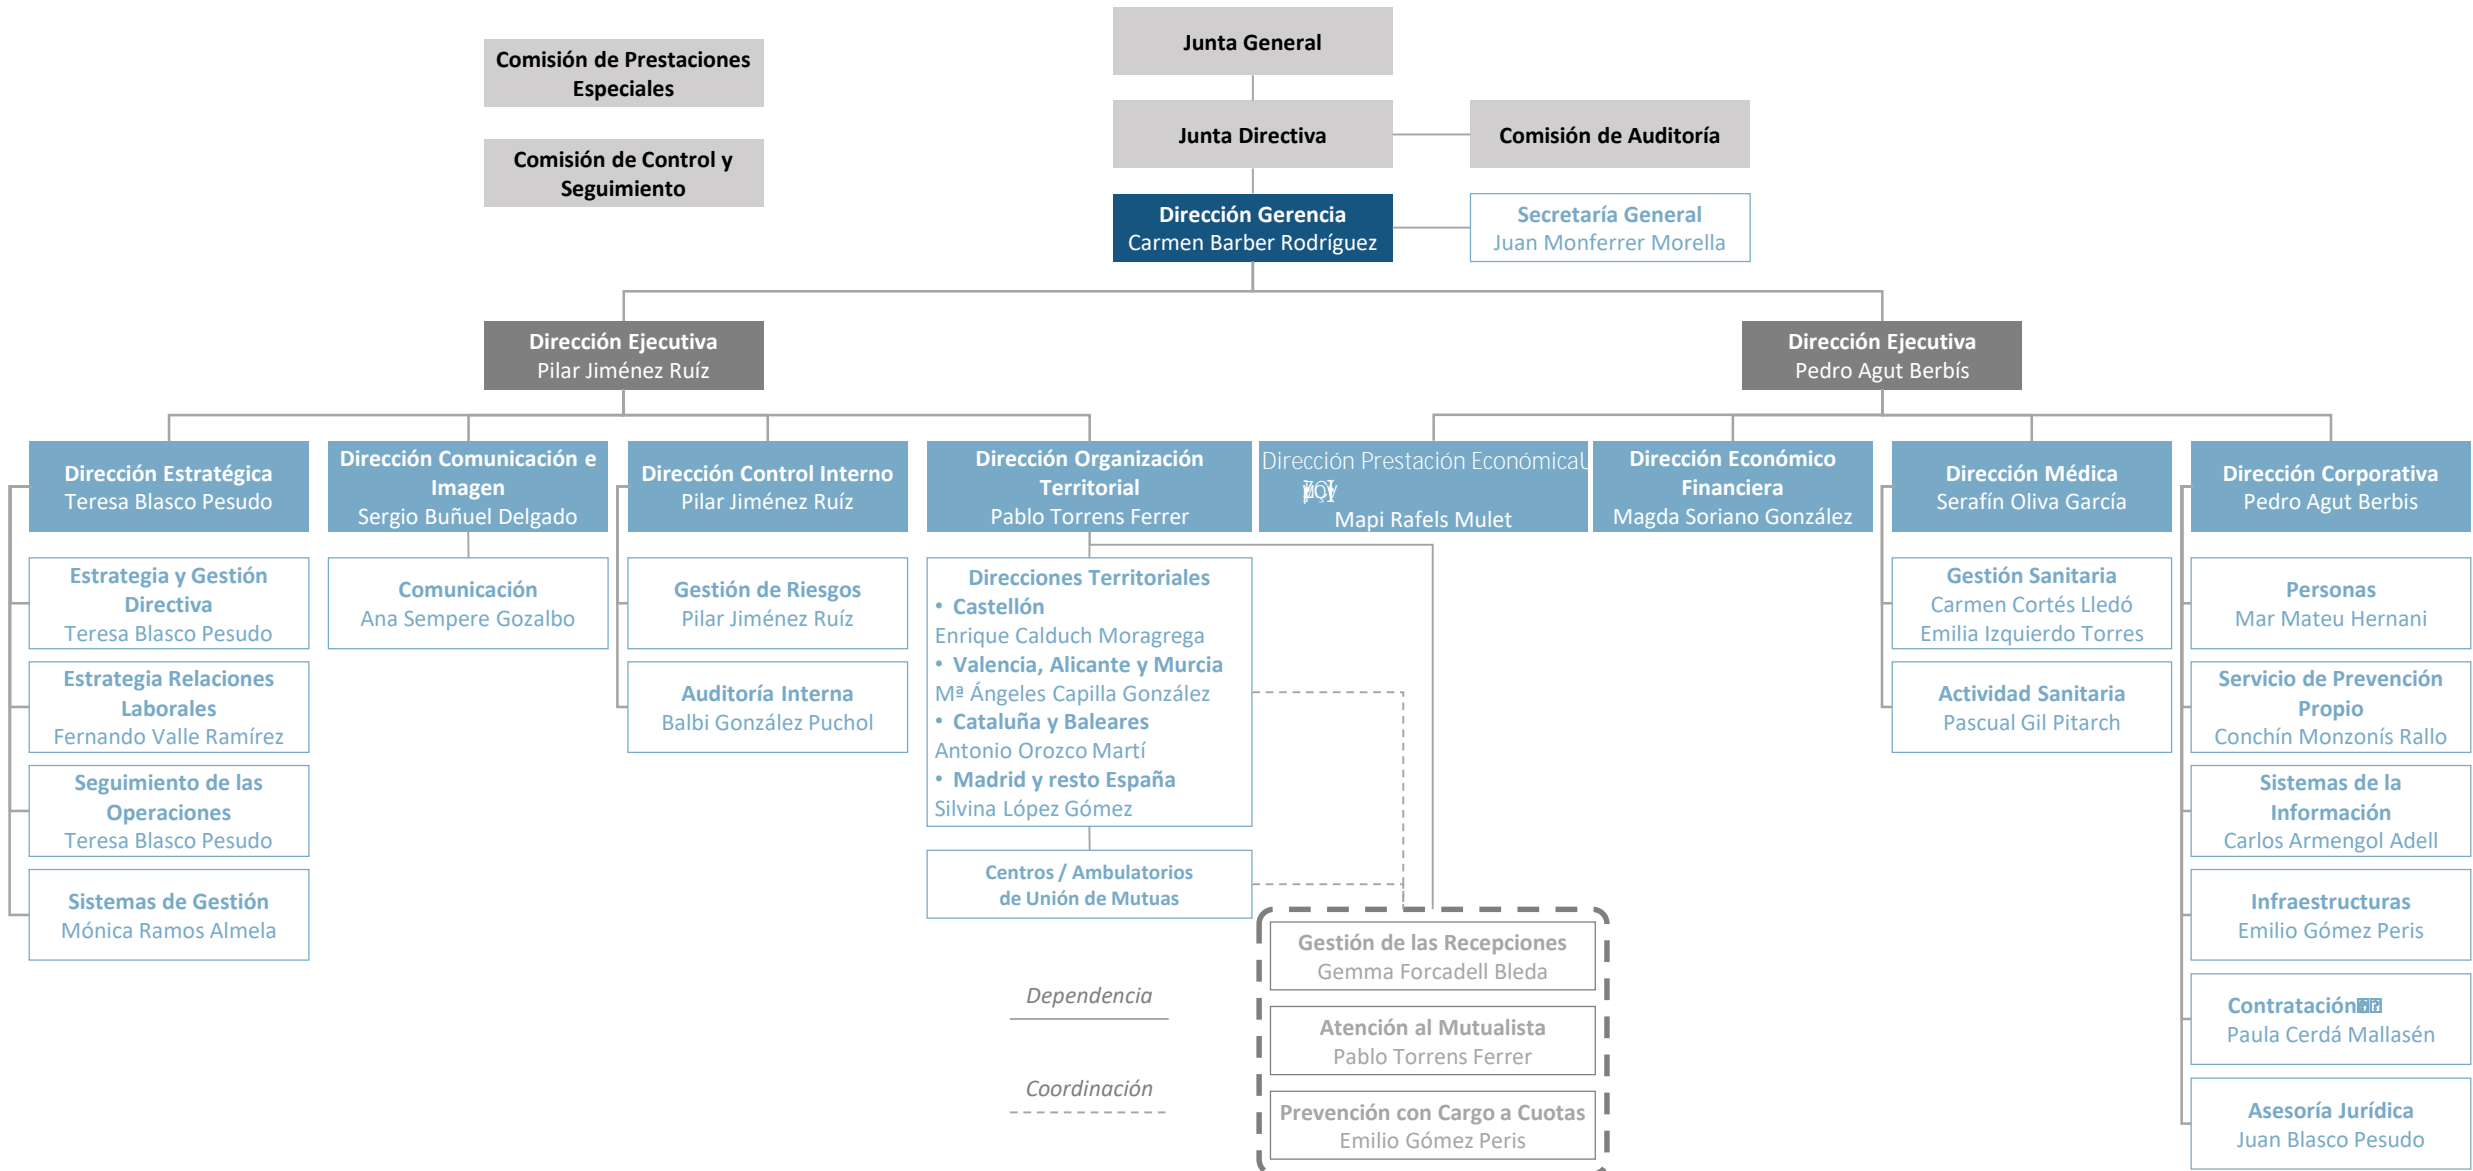 Comisión de Prestaciones
Especiales
Comisión de Control y
Seguimiento
Junta General
Junta Directiva
Comisión de Auditoría
Dirección Gerencia
Carmen Barber Rodríguez
Secretaría General
Juan Monferrer Morella
Dirección Ejecutiva
Pilar Jiménez Ruíz
Dirección Ejecutiva
Pedro Agut Berbís
Dirección Estratégica
Teresa Blasco Pesudo
Dirección Comunicación e
Imagen
Sergio Buñuel Delgado
Dirección Control Interno
Pilar Jiménez Ruíz
Dirección Organización
Territorial
Pablo Torrens Ferrer
Dirección Prestación Económica
Mapi Rafels Mulet
Dirección Económico
Financiera
Magda Soriano González
Dirección Médica
Serafín Oliva García
Dirección Corporativa
Pedro Agut Berbis
Estrategia y Gestión
Directiva
Teresa Blasco Pesudo
Estrategia Relaciones
Laborales
Fernando Valle Ramírez
Seguimiento de las
Operaciones
Teresa Blasco Pesudo
Sistemas de Gestión
Mónica Ramos Almela
Comunicación
Ana Sempere Gozalbo
Gestión de Riesgos
Pilar Jiménez Ruíz
Auditoría Interna
Balbi González Puchol
Direcciones Territoriales
• Castellón
Enrique Calduch Moragrega
• Valencia, Alicante y Murcia
Mª Ángeles Capilla González
• Cataluña y Baleares
Antonio Orozco Martí
• Madrid y resto España
Silvina López Gómez
Centros / Ambulatorios
de Unión de Mutuas
Gestión de las Recepciones
Gemma Forcadell Bleda
Atención al Mutualista
Pablo Torrens Ferrer
Prevención con Cargo a Cuotas
Emilio Gómez Peris
Gestión Sanitaria
Carmen Cortés Lledó
Emilia Izquierdo Torres
Actividad Sanitaria
Pascual Gil Pitarch
Personas
Mar Mateu Hernani
Servicio de Prevención
Propio
Conchín Monzonís Rallo
Sistemas de la
Información
Carlos Armengol Adell
Infraestructuras
Emilio Gómez Peris
Contratación
Paula Cerdá Mallasén
Asesoría Jurídica
Juan Blasco Pesudo
Dependencia
Coordinación